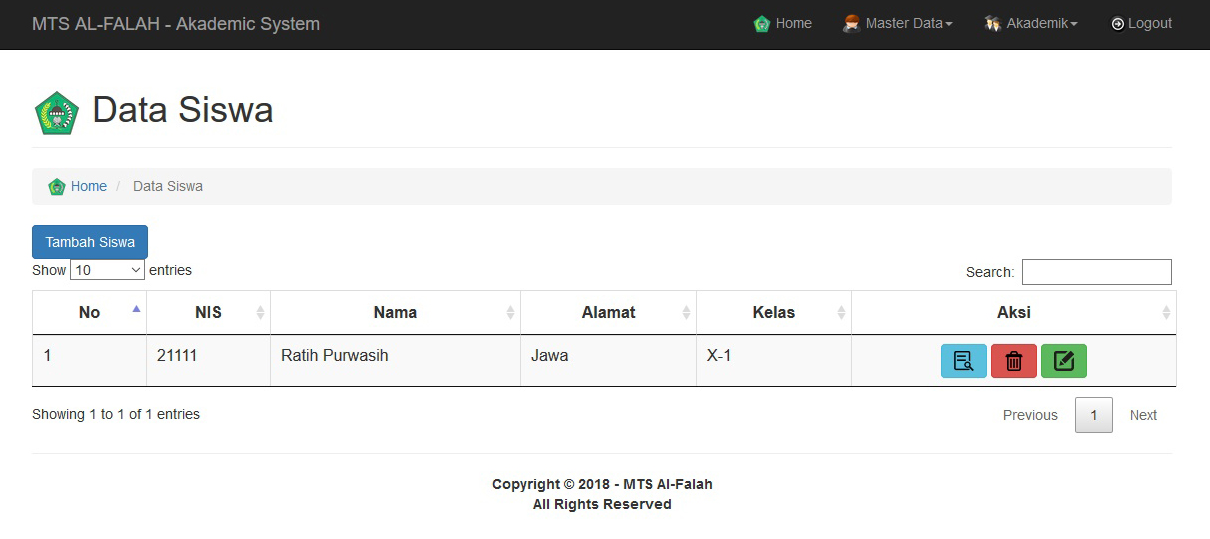 MTS AL-FALAH - Akademic System Home Master Data Akademik Logout
Data Siswa
Home / Data Siswa
Tambah Siswa
Show 10 entries Search:
No NIS Nama Alamat Kelas Aksi
1 21111 Ratih Purwasih Jawa X-1
Showing 1 to 1 of 1 entries Previous 1 Next
Copyright © 2018 - MTS Al-Falah
All Rights Reserved